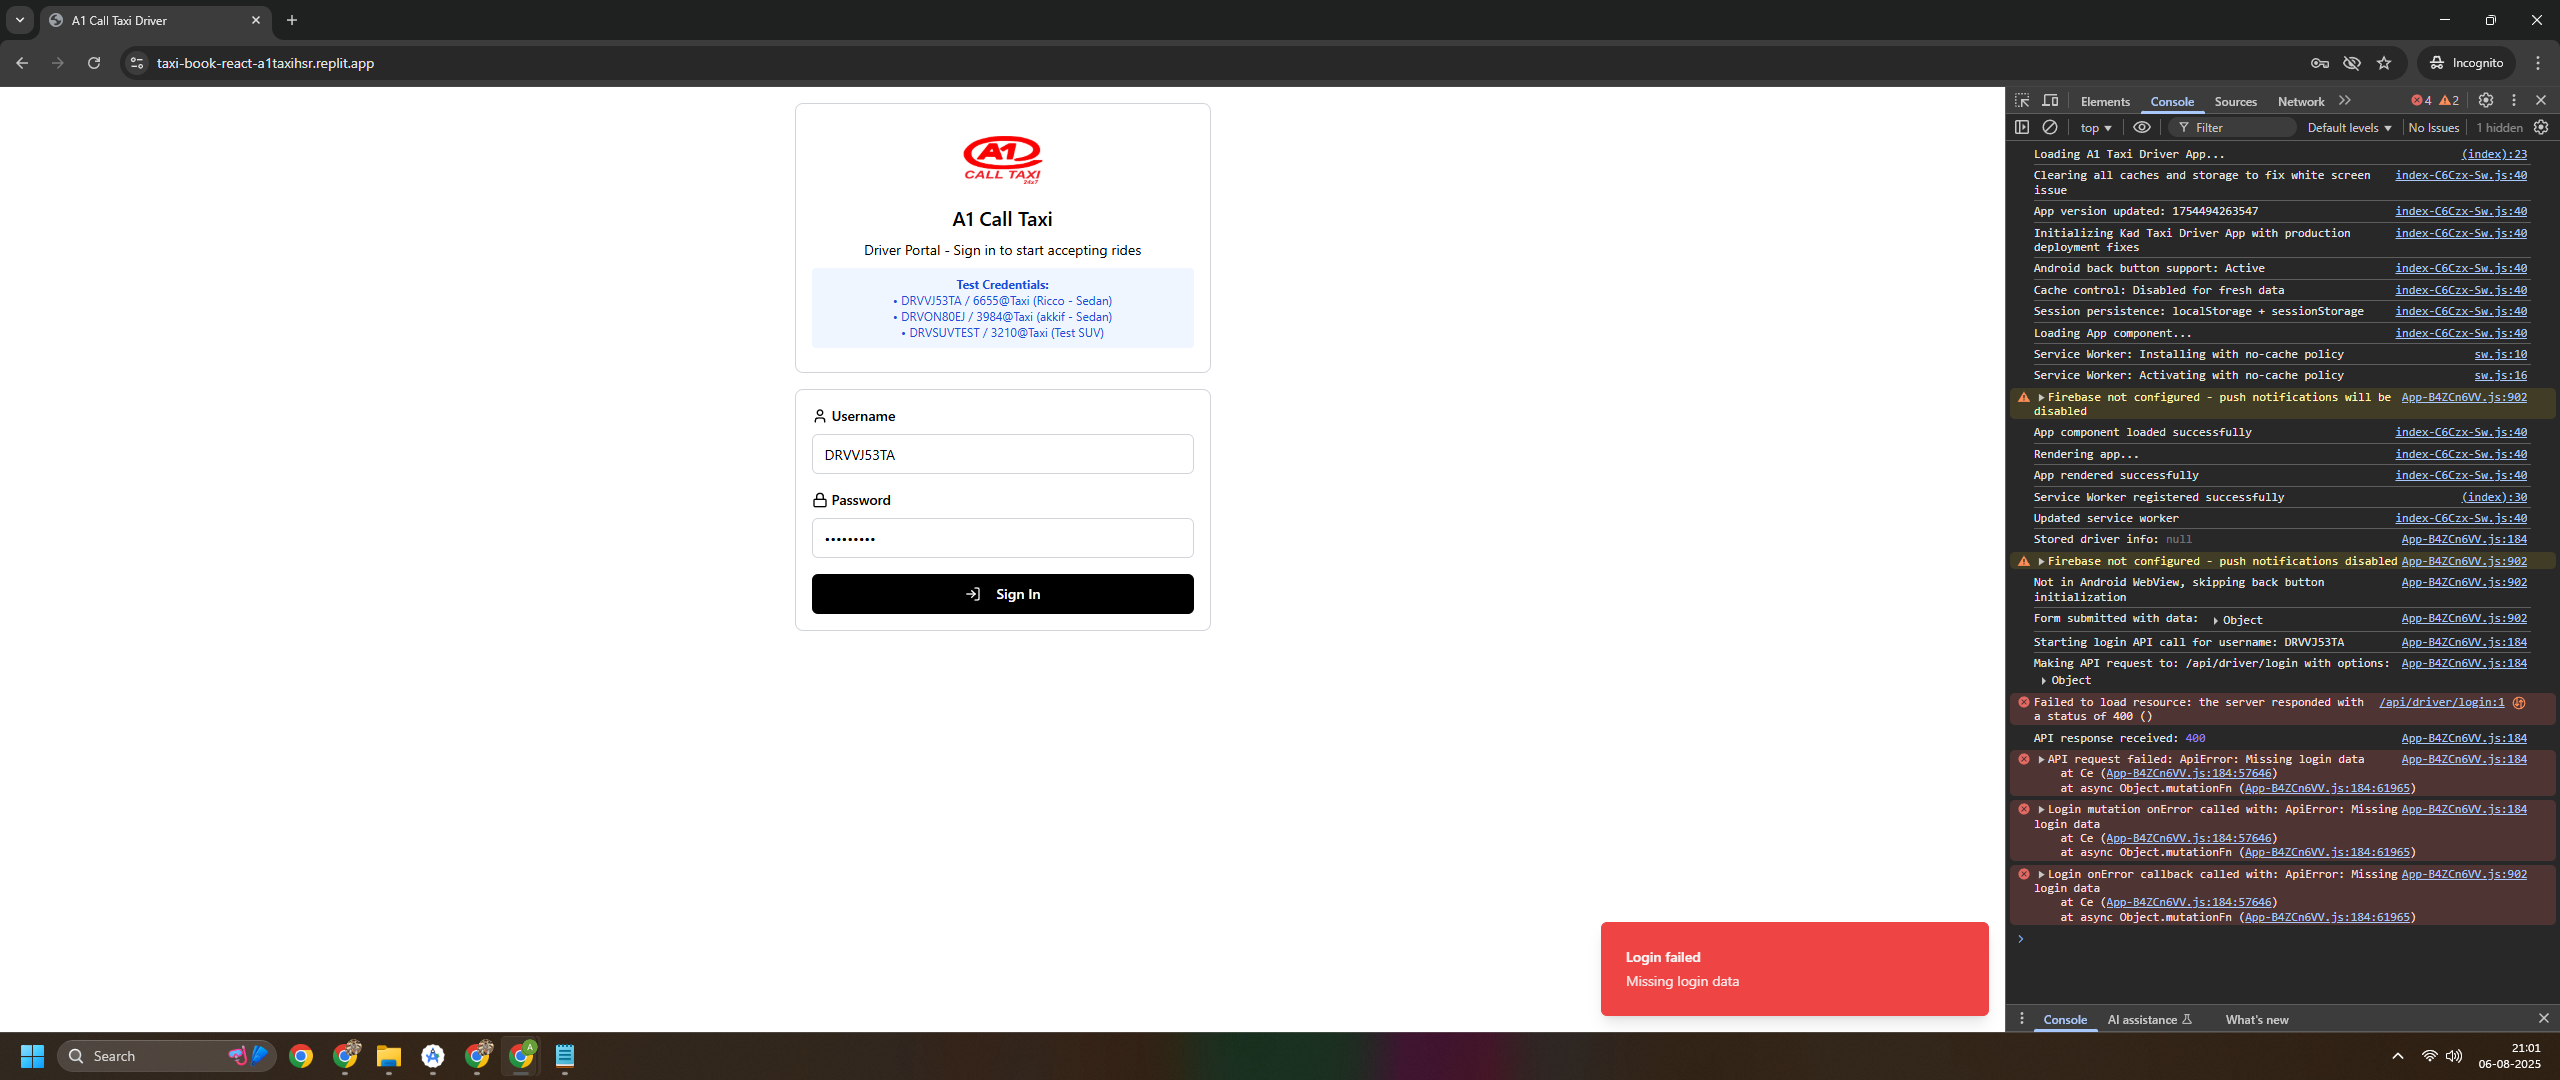 A1 Call Taxi Driver
taxi-book-react-a1taxihsr.replit.app
Incognito
A1
CALL TAXI
24x7
A1 Call Taxi
Driver Portal - Sign in to start accepting rides
Test Credentials:
• DRVVJ53TA / 6655@Taxi (Ricco - Sedan)
• DRVON80EJ / 3984@Taxi (akkif - Sedan)
• DRVSUVTEST / 3210@Taxi (Test SUV)
Username
DRVVJ53TA
Password
•••••••••
Sign In
Login failed
Missing login data
Elements Console Sources Network 4 2
top Filter Default levels No Issues 1 hidden
Loading A1 Taxi Driver App... (index):23
Clearing all caches and storage to fix white screen index-C6Czx-Sw.js:40
issue
App version updated: 1754494263547 index-C6Czx-Sw.js:40
Initializing Kad Taxi Driver App with production index-C6Czx-Sw.js:40
deployment fixes
Android back button support: Active index-C6Czx-Sw.js:40
Cache control: Disabled for fresh data index-C6Czx-Sw.js:40
Session persistence: localStorage + sessionStorage index-C6Czx-Sw.js:40
Loading App component... index-C6Czx-Sw.js:40
Service Worker: Installing with no-cache policy sw.js:10
Service Worker: Activating with no-cache policy sw.js:16
Firebase not configured - push notifications will be App-B4ZCn6VV.js:902
disabled
App component loaded successfully index-C6Czx-Sw.js:40
Rendering app... index-C6Czx-Sw.js:40
App rendered successfully index-C6Czx-Sw.js:40
Service Worker registered successfully (index):30
Updated service worker index-C6Czx-Sw.js:40
Stored driver info: null App-B4ZCn6VV.js:184
Firebase not configured - push notifications disabled App-B4ZCn6VV.js:902
Not in Android WebView, skipping back button App-B4ZCn6VV.js:902
initialization
Form submitted with data: Object App-B4ZCn6VV.js:902
Starting login API call for username: DRVVJ53TA App-B4ZCn6VV.js:184
Making API request to: /api/driver/login with options: App-B4ZCn6VV.js:184
Object
Failed to load resource: the server responded with /api/driver/login:1
a status of 400 ()
API response received: 400 App-B4ZCn6VV.js:184
API request failed: ApiError: Missing login data App-B4ZCn6VV.js:184
at Ce (App-B4ZCn6VV.js:184:57646)
at async Object.mutationFn (App-B4ZCn6VV.js:184:61965)
Login mutation onError called with: ApiError: Missing App-B4ZCn6VV.js:184
login data
at Ce (App-B4ZCn6VV.js:184:57646)
at async Object.mutationFn (App-B4ZCn6VV.js:184:61965)
Login onError callback called with: ApiError: Missing App-B4ZCn6VV.js:902
login data
at Ce (App-B4ZCn6VV.js:184:57646)
at async Object.mutationFn (App-B4ZCn6VV.js:184:61965)
Console AI assistance What's new
Search
21:01
06-08-2025